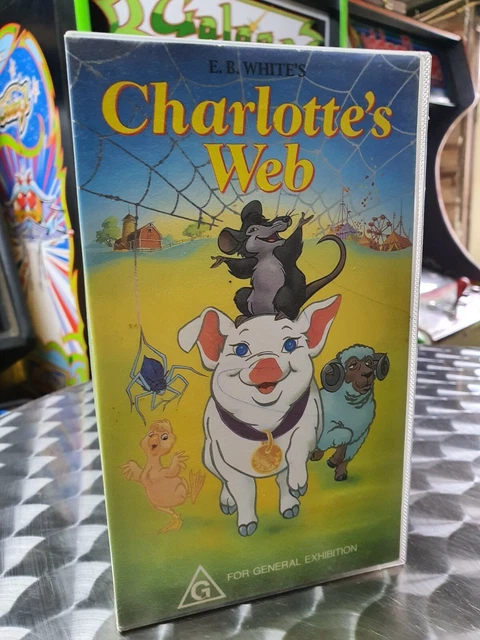 E. B. WHITE'S
Charlotte's
Web
G
FOR GENERAL EXHIBITION